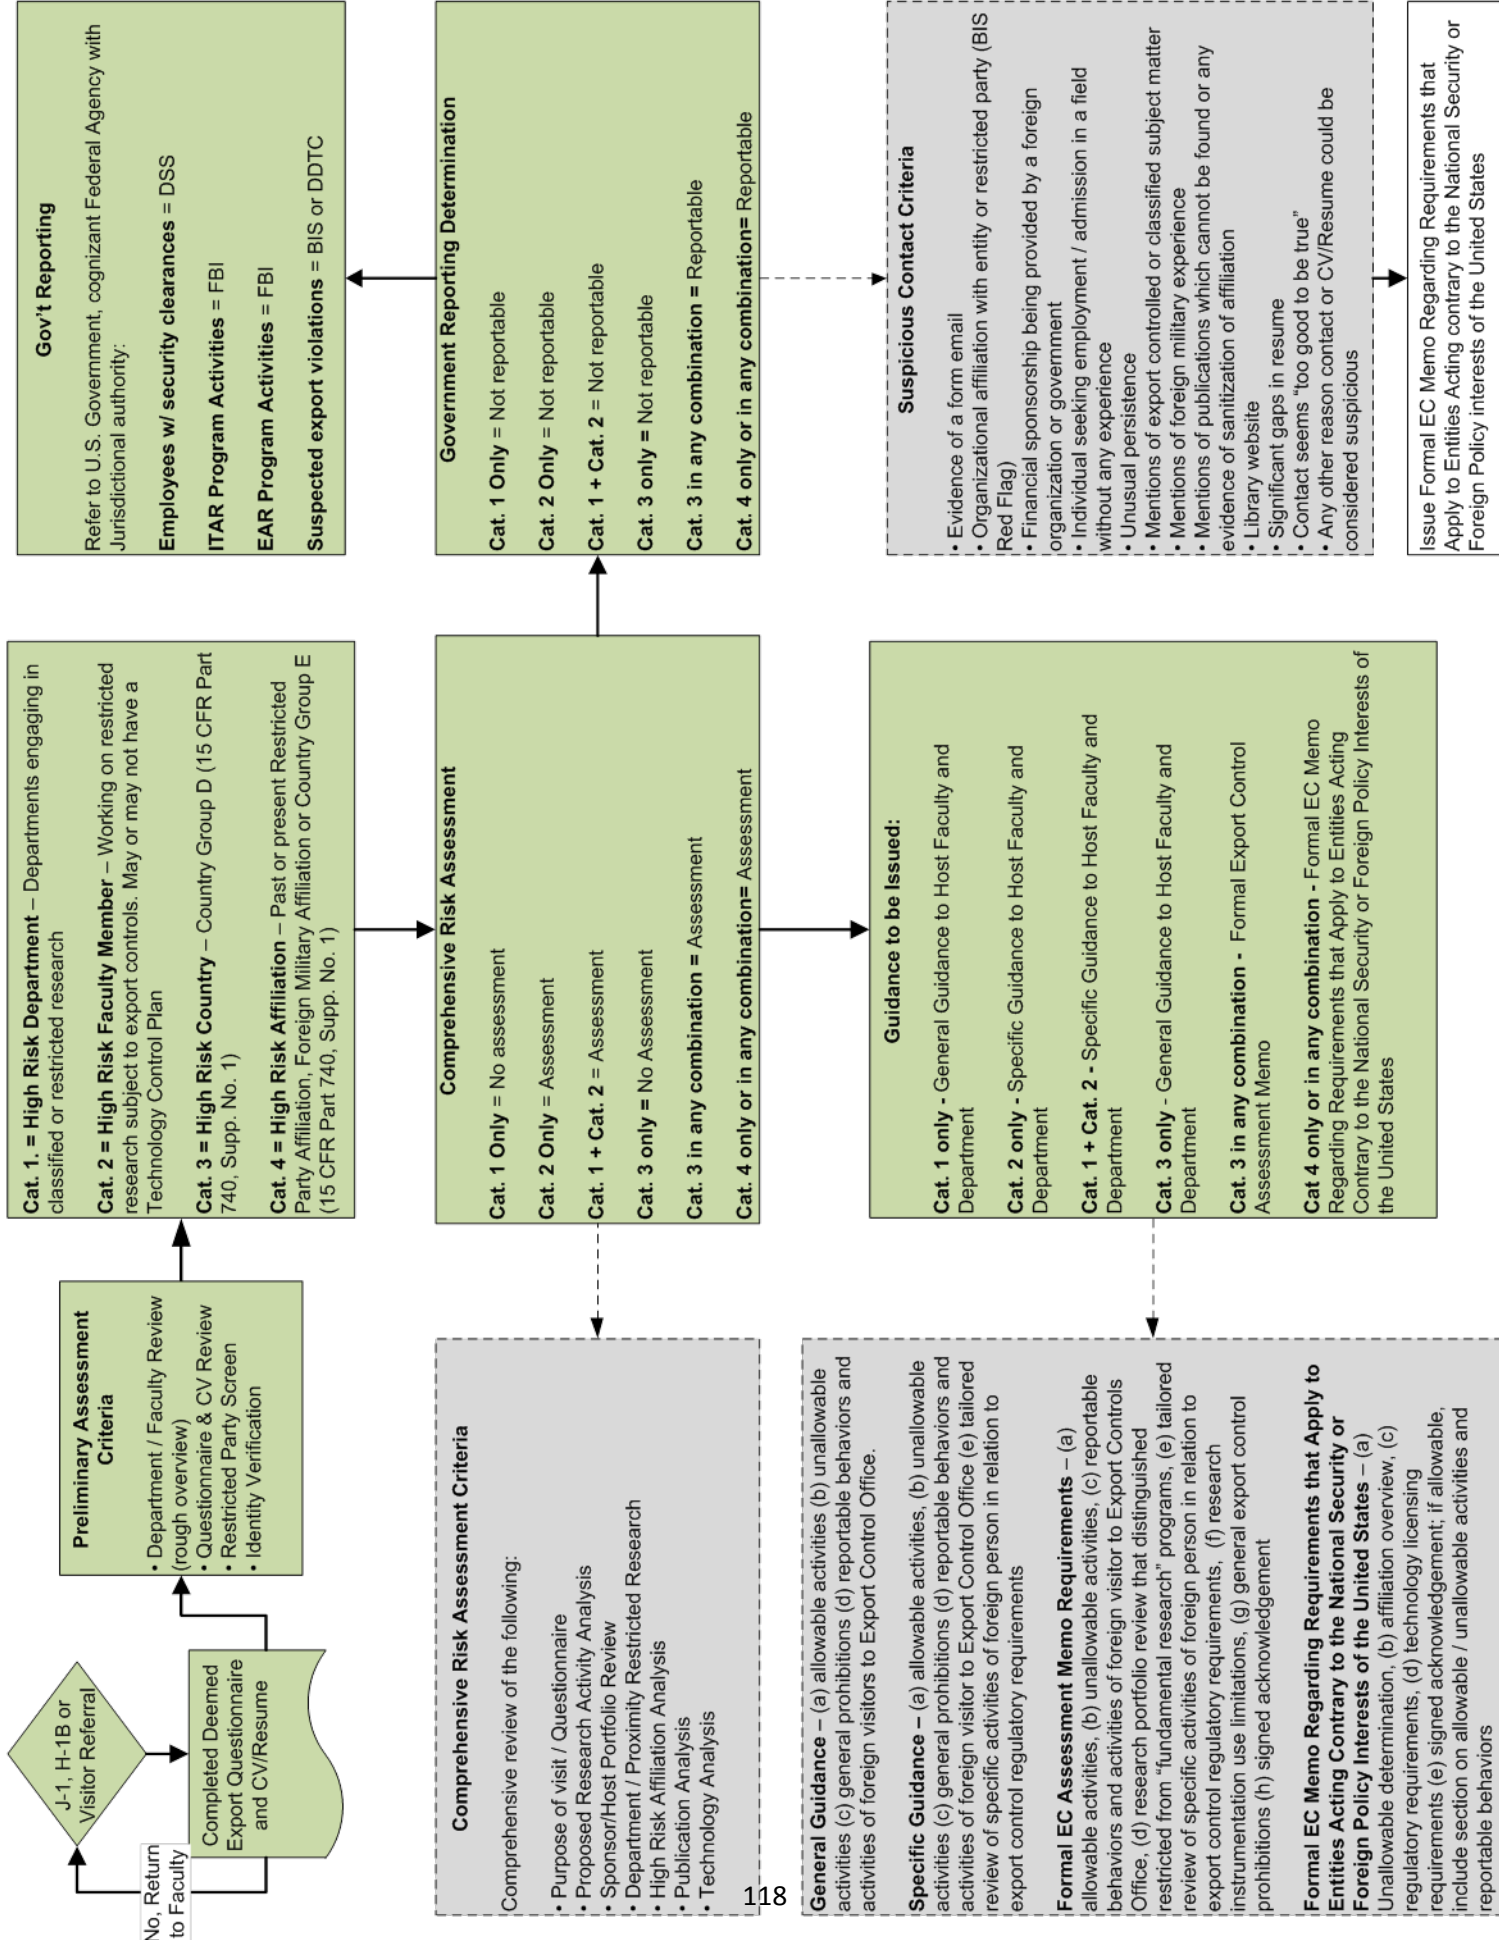 J-1, H-1B or
Visitor Referral
No, Return
to Faculty
Completed Deemed
Export Questionnaire
and CV/Resume
Preliminary Assessment
Criteria
• Department / Faculty Review
(rough overview)
• Questionnaire & CV Review
• Restricted Party Screen
• Identity Verification
Cat. 1. = High Risk Department – Departments engaging in
classified or restricted research
Cat. 2 = High Risk Faculty Member – Working on restricted
research subject to export controls. May or may not have a
Technology Control Plan
Cat. 3 = High Risk Country – Country Group D (15 CFR Part
740, Supp. No. 1)
Cat. 4 = High Risk Affiliation – Past or present Restricted
Party Affiliation, Foreign Military Affiliation or Country Group E
(15 CFR Part 740, Supp. No. 1)
Gov't Reporting
Refer to U.S. Government, cognizant Federal Agency with
Jurisdictional authority:
Employees w/ security clearances = DSS
ITAR Program Activities = FBI
EAR Program Activities = FBI
Suspected export violations = BIS or DDTC
Comprehensive Risk Assessment Criteria
Comprehensive review of the following:
• Purpose of visit / Questionnaire
• Proposed Research Activity Analysis
• Sponsor/Host Portfolio Review
• Department / Proximity Restricted Research
• High Risk Affiliation Analysis
• Publication Analysis
• Technology Analysis
Comprehensive Risk Assessment
Cat. 1 Only = No assessment
Cat. 2 Only = Assessment
Cat. 1 + Cat. 2 = Assessment
Cat. 3 only = No Assessment
Cat. 3 in any combination = Assessment
Cat. 4 only or in any combination= Assessment
Government Reporting Determination
Cat. 1 Only = Not reportable
Cat. 2 Only = Not reportable
Cat. 1 + Cat. 2 = Not reportable
Cat. 3 only = Not reportable
Cat. 3 in any combination = Reportable
Cat. 4 only or in any combination= Reportable
General Guidance – (a) allowable activities (b) unallowable
activities (c) general prohibitions (d) reportable behaviors and
activities of foreign visitors to Export Control Office.
Specific Guidance – (a) allowable activities, (b) unallowable
activities (c) general prohibitions (d) reportable behaviors and
activities of foreign visitor to Export Control Office (e) tailored
review of specific activities of foreign person in relation to
export control regulatory requirements
Formal EC Assessment Memo Requirements – (a)
allowable activities, (b) unallowable activities, (c) reportable
behaviors and activities of foreign visitor to Export Controls
Office, (d) research portfolio review that distinguished
restricted from “fundamental research” programs, (e) tailored
review of specific activities of foreign person in relation to
export control regulatory requirements, (f) research
instrumentation use limitations, (g) general export control
prohibitions (h) signed acknowledgement
Formal EC Memo Regarding Requirements that Apply to
Entities Acting Contrary to the National Security or
Foreign Policy Interests of the United States – (a)
Unallowable determination, (b) affiliation overview, (c)
regulatory requirements, (d) technology licensing
requirements (e) signed acknowledgement; if allowable,
include section on allowable / unallowable activities and
reportable behaviors
Guidance to be Issued:
Cat. 1 only - General Guidance to Host Faculty and
Department
Cat. 2 only - Specific Guidance to Host Faculty and
Department
Cat. 1 + Cat. 2 - Specific Guidance to Host Faculty and
Department
Cat. 3 only - General Guidance to Host Faculty and
Department
Cat. 3 in any combination - Formal Export Control
Assessment Memo
Cat 4 only or in any combination - Formal EC Memo
Regarding Requirements that Apply to Entities Acting
Contrary to the National Security or Foreign Policy Interests of
the United States
Suspicious Contact Criteria
• Evidence of a form email
• Organizational affiliation with entity or restricted party (BIS
Red Flag)
• Financial sponsorship being provided by a foreign
organization or government
• Individual seeking employment / admission in a field
without any experience
• Unusual persistence
• Mentions of export controlled or classified subject matter
• Mentions of foreign military experience
• Mentions of publications which cannot be found or any
evidence of sanitization of affiliation
• Library website
• Significant gaps in resume
• Contact seems “too good to be true”
• Any other reason contact or CV/Resume could be
considered suspicious
Issue Formal EC Memo Regarding Requirements that
Apply to Entities Acting contrary to the National Security or
Foreign Policy interests of the United States
118